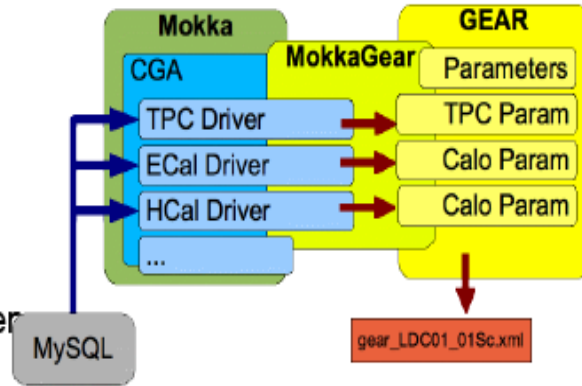 Mokka
GEAR
MokkaGear
CGA
Parameters
TPC Driver
TPC Param
ECal Driver
Calo Param
HCal Driver
Calo Param
...
er
MySQL
gear_LDC01_01Sc.xml